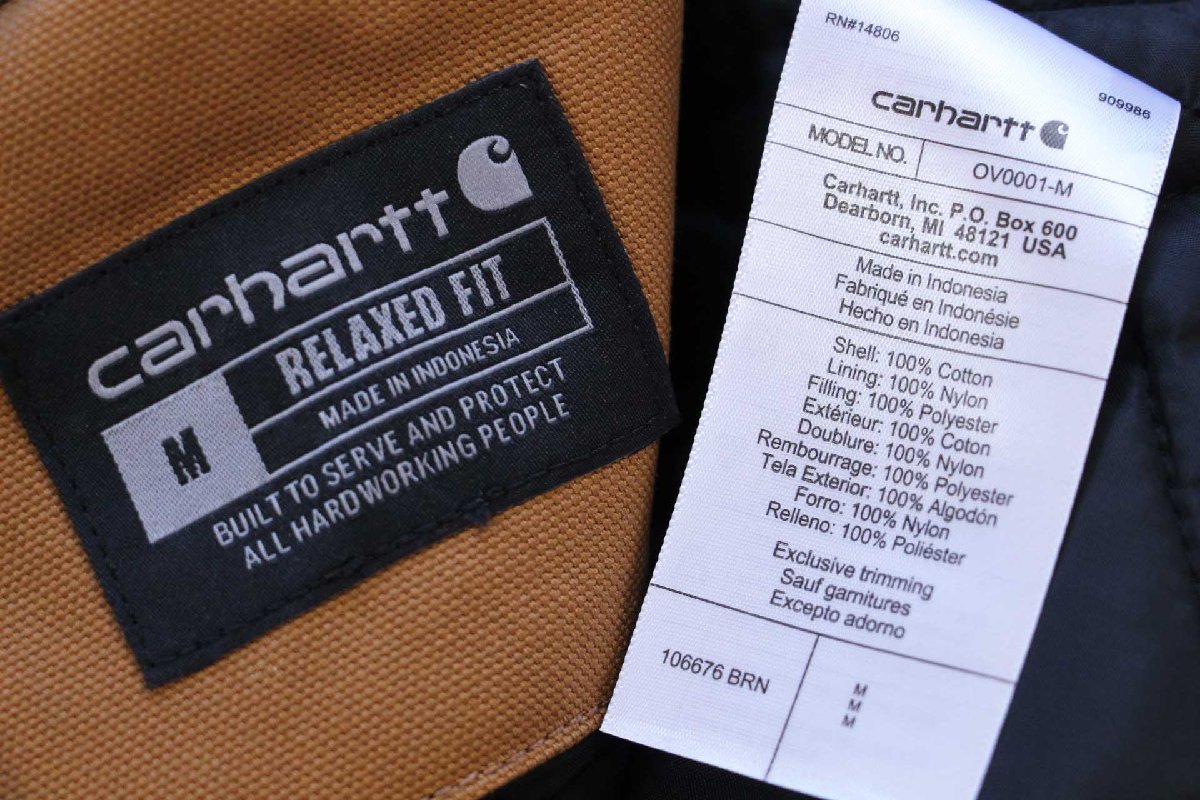 carhartt
M
RELAXED FIT
MADE IN INDONESIA
BUILT TO SERVE AND PROTECT
ALL HARDWORKING PEOPLE
RN#14806
909986
carhartt
MODEL NO.
OV0001-M
Carhartt, Inc. P.O. Box 600
Dearborn, MI 48121 USA
carhartt.com
Made in Indonesia
Fabriqué en Indonésie
Hecho en Indonesia
Shell: 100% Cotton
Lining: 100% Nylon
Filling: 100% Polyester
Extérieur: 100% Coton
Doublure: 100% Nylon
Rembourrage: 100% Polyester
Tela Exterior: 100% Algodón
Forro: 100% Nylon
Relleno: 100% Poliéster
Exclusive trimming
Sauf garnitures
Excepto adorno
106676 BRN
M
M
M